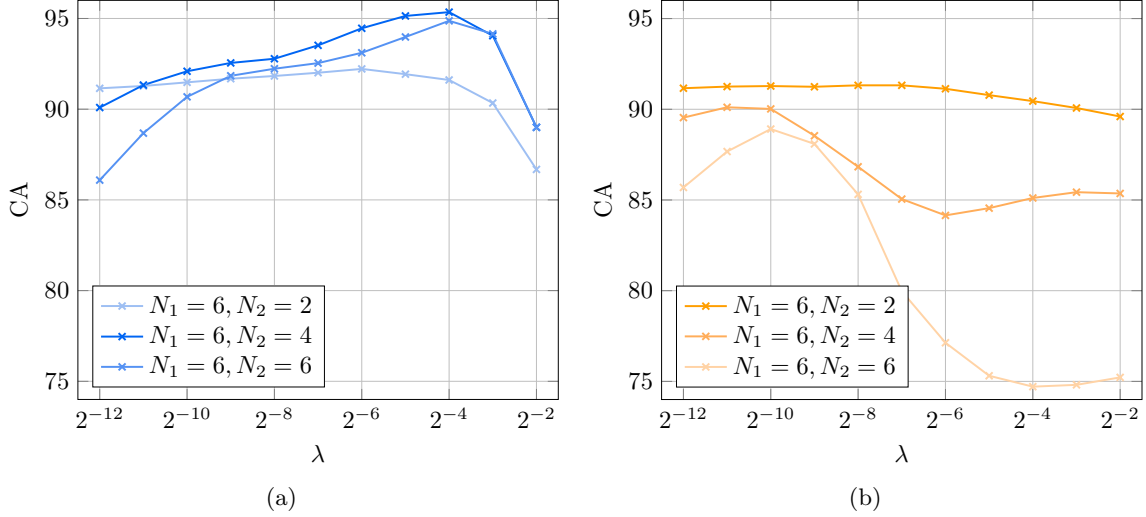 95
90
85
80
75
CA
2^{-12} 2^{-10} 2^{-8} 2^{-6} 2^{-4} 2^{-2}
λ
N_1 = 6, N_2 = 2
N_1 = 6, N_2 = 4
N_1 = 6, N_2 = 6
(a)
95
90
85
80
75
CA
2^{-12} 2^{-10} 2^{-8} 2^{-6} 2^{-4} 2^{-2}
λ
N_1 = 6, N_2 = 2
N_1 = 6, N_2 = 4
N_1 = 6, N_2 = 6
(b)